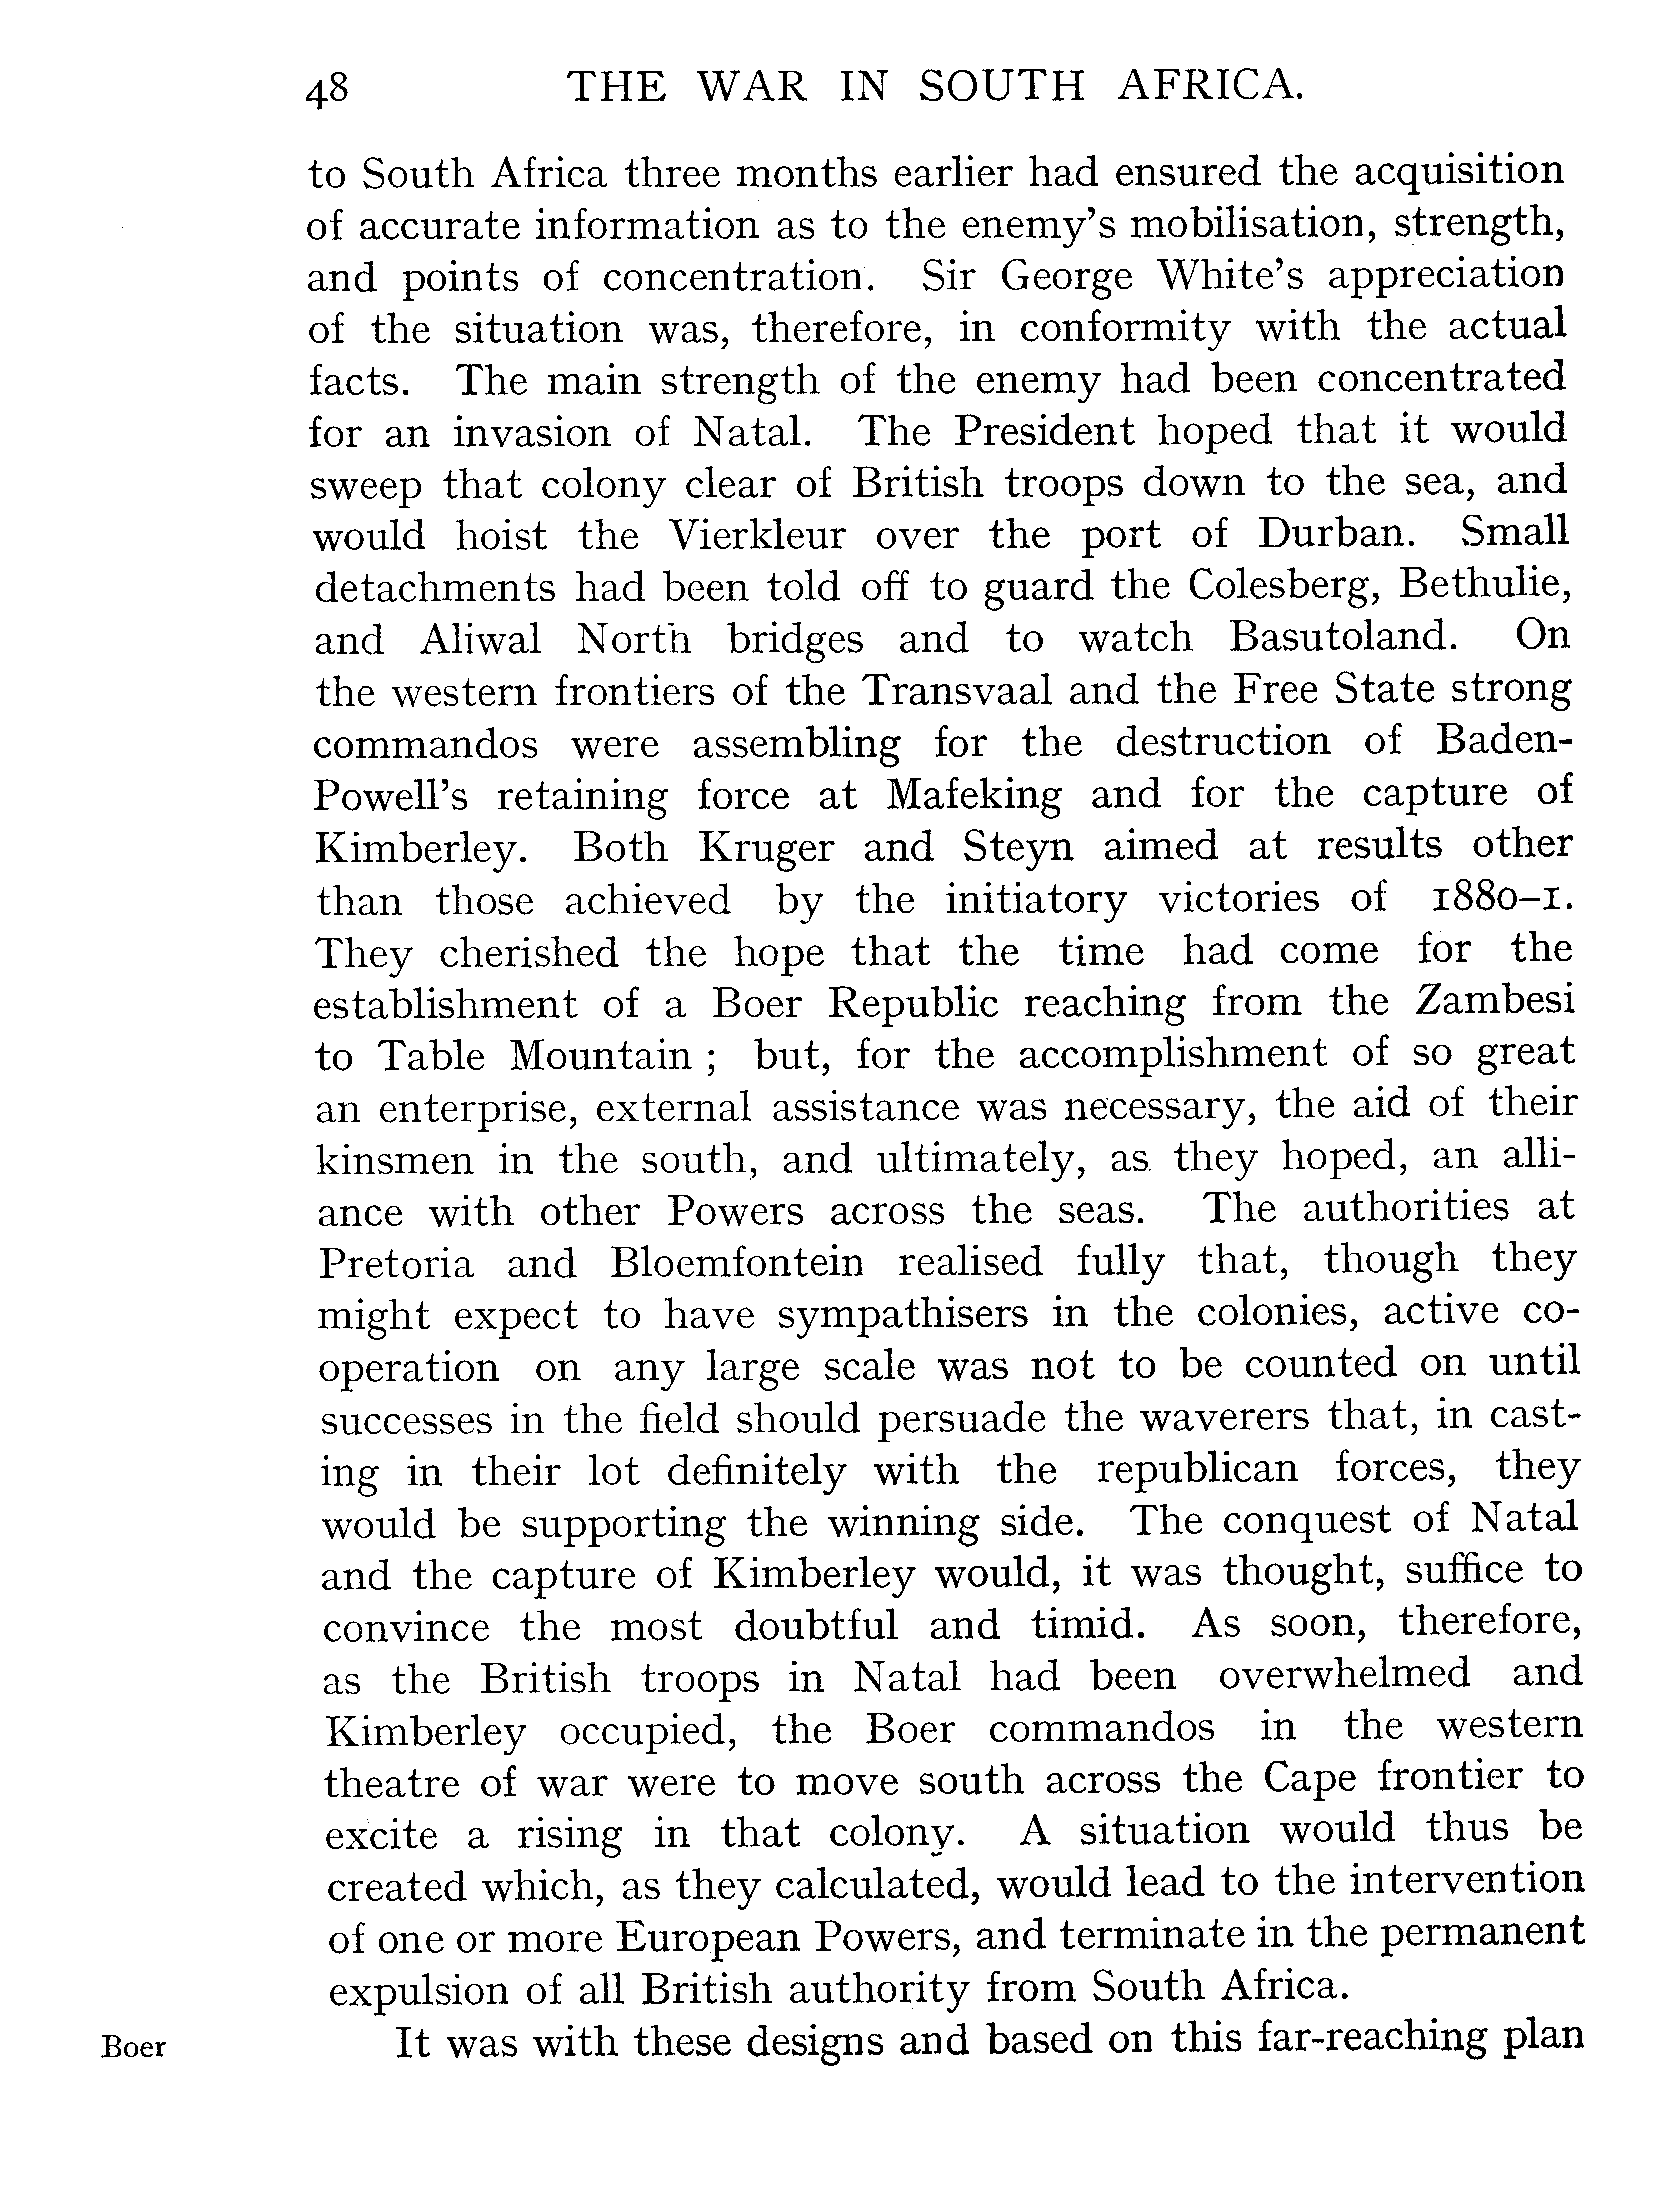 48 THE WAR IN SOUTH AFRICA.
to South Africa three months earlier had ensured the acquisition
of accurate information as to the enemy's mobilisation, strength,
and points of concentration. Sir George White's appreciation
of the situation was, therefore, in conformity with the actual
facts. The main strength of the enemy had been concentrated
for an invasion of Natal. The President hoped that it would
sweep that colony clear of British troops down to the sea, and
would hoist the Vierkleur over the port of Durban. Small
detachments had been told off to guard the Colesberg, Bethulie,
and Aliwal North bridges and to watch Basutoland. On
the western frontiers of the Transvaal and the Free State strong
commandos were assembling for the destruction of Baden-
Powell's retaining force at Mafeking and for the capture of
Kimberley. Both Kruger and Steyn aimed at results other
than those achieved by the initiatory victories of 1880–1.
They cherished the hope that the time had come for the
establishment of a Boer Republic reaching from the Zambesi
to Table Mountain ; but, for the accomplishment of so great
an enterprise, external assistance was necessary, the aid of their
kinsmen in the south, and ultimately, as they hoped, an alli-
ance with other Powers across the seas. The authorities at
Pretoria and Bloemfontein realised fully that, though they
might expect to have sympathisers in the colonies, active co-
operation on any large scale was not to be counted on until
successes in the field should persuade the waverers that, in cast-
ing in their lot definitely with the republican forces, they
would be supporting the winning side. The conquest of Natal
and the capture of Kimberley would, it was thought, suffice to
convince the most doubtful and timid. As soon, therefore,
as the British troops in Natal had been overwhelmed and
Kimberley occupied, the Boer commandos in the western
theatre of war were to move south across the Cape frontier to
excite a rising in that colony. A situation would thus be
created which, as they calculated, would lead to the intervention
of one or more European Powers, and terminate in the permanent
expulsion of all British authority from South Africa.
Boer It was with these designs and based on this far-reaching plan